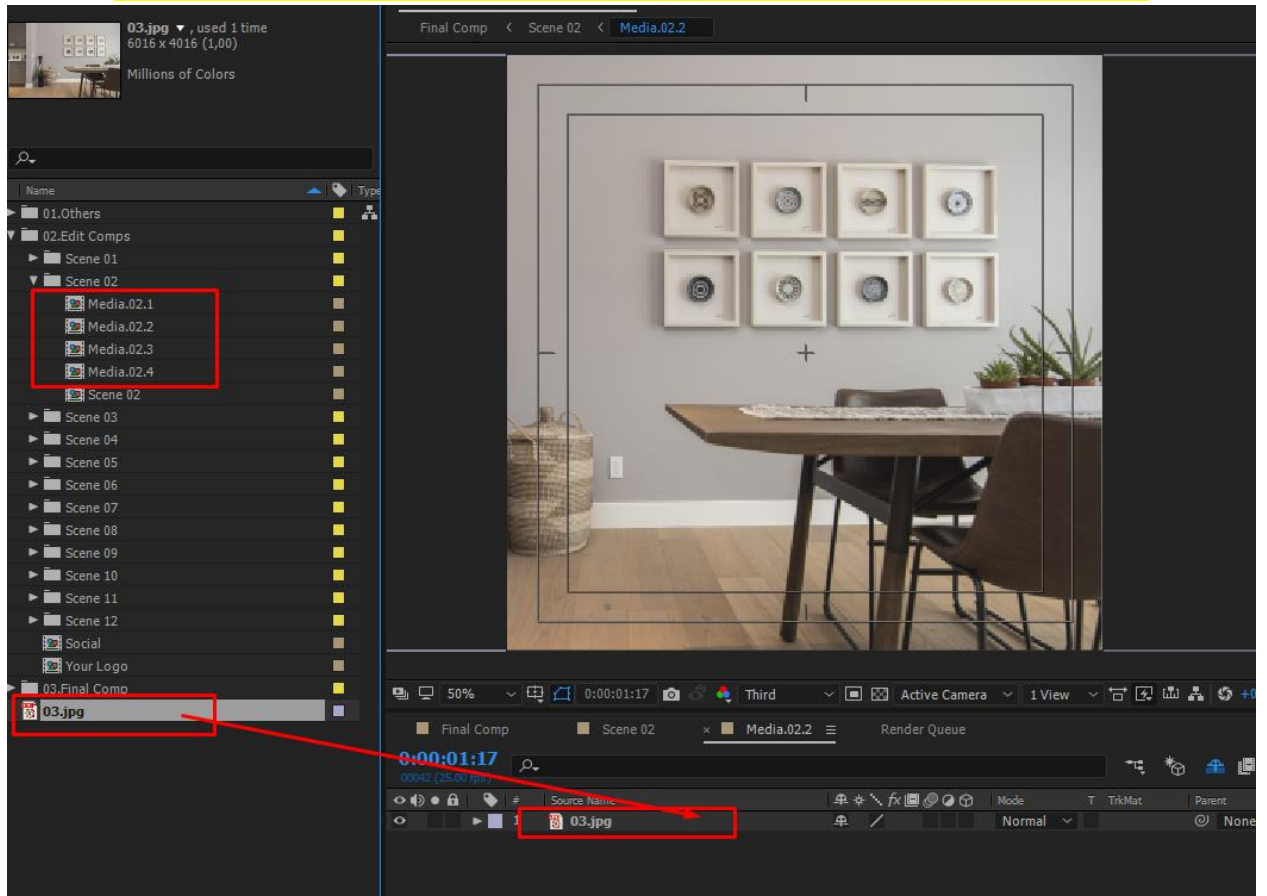 03.jpg ▼ , used 1 time
6016 x 4016 (1,00)
Millions of Colors
Name
Type
01.Others
02.Edit Comps
Scene 01
Scene 02
Media.02.1
Media.02.2
Media.02.3
Media.02.4
Scene 02
Scene 03
Scene 04
Scene 05
Scene 06
Scene 07
Scene 08
Scene 09
Scene 10
Scene 11
Scene 12
Social
Your Logo
03.Final Comp
03.jpg
Final Comp < Scene 02 < Media.02.2
50% 0:00:01:17 Third Active Camera 1 View +0
Final Comp Scene 02 × Media.02.2 Render Queue
0:00:01:17
00042 (25.00 fps)
# Source Name fx Mode T TrkMat Parent
1 03.jpg Normal None